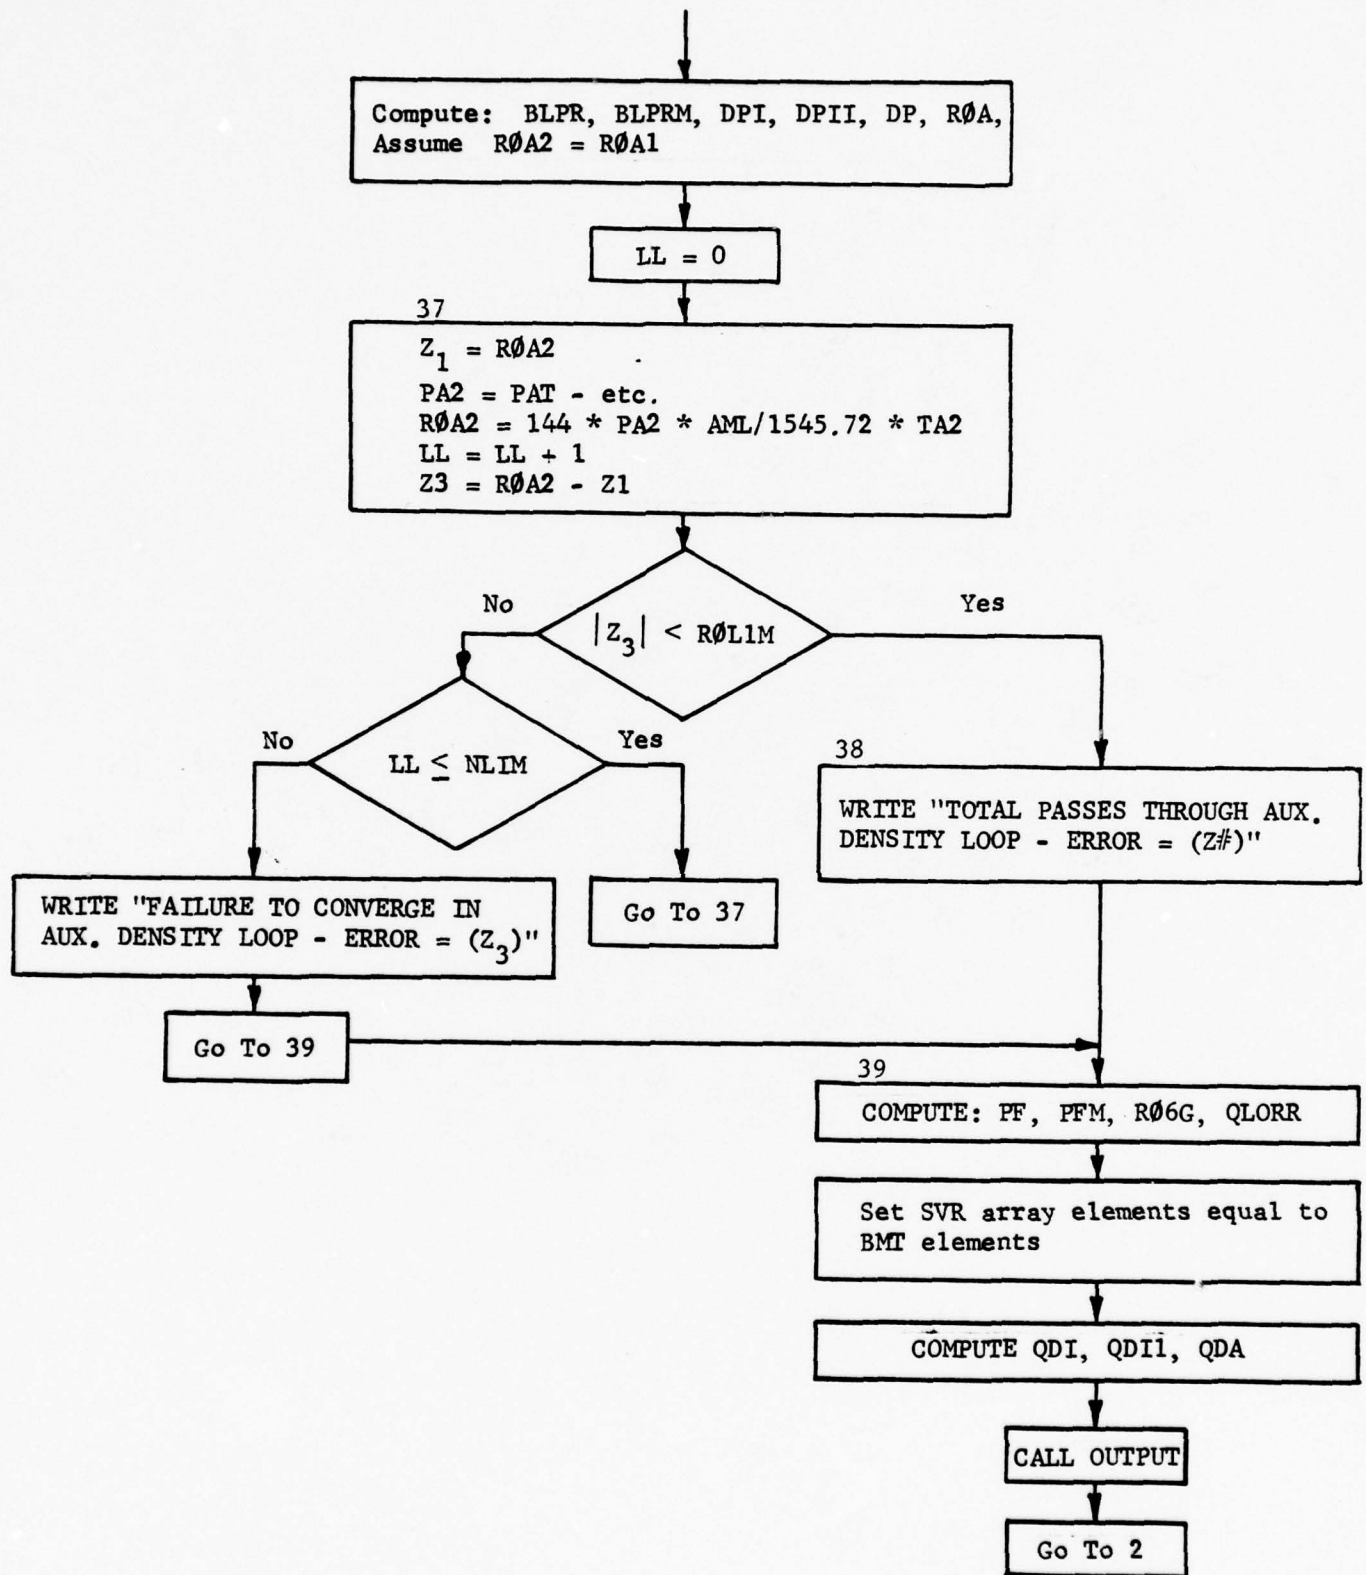 Compute: BLPR, BLPRM, DPI, DPII, DP, RØA,
Assume RØA2 = RØA1
LL = 0
37
Z1 = RØA2
PA2 = PAT - etc.
RØA2 = 144 * PA2 * AML/1545.72 * TA2
LL = LL + 1
Z3 = RØA2 - Z1
No
|Z3| < RØL1M
Yes
No
LL ≤ NLIM
Yes
38
WRITE "TOTAL PASSES THROUGH AUX.
DENSITY LOOP - ERROR = (Z#)"
WRITE "FAILURE TO CONVERGE IN
AUX. DENSITY LOOP - ERROR = (Z3)"
Go To 37
Go To 39
39
COMPUTE: PF, PFM, RØ6G, QLORR
Set SVR array elements equal to
BMT elements
COMPUTE QDI, QDI1, QDA
CALL OUTPUT
Go To 2